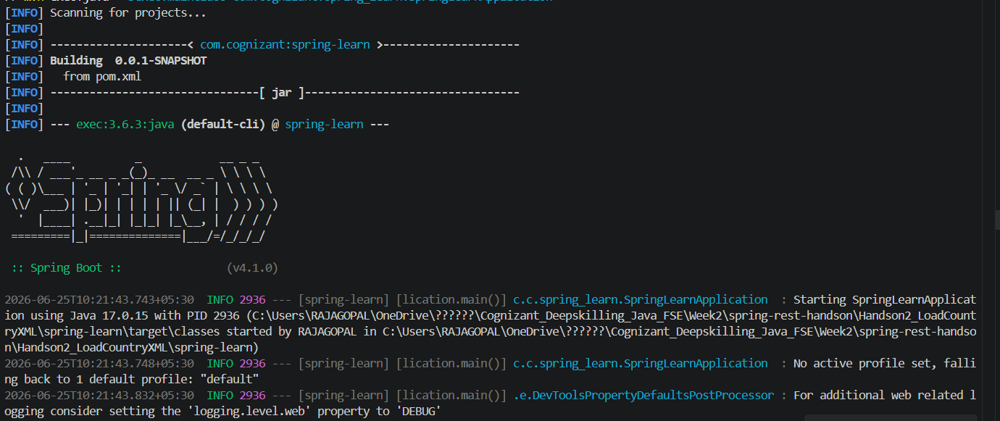 [INFO] Scanning for projects...
[INFO]
[INFO] ---------------------< com.cognizant:spring-learn >---------------------
[INFO] Building  0.0.1-SNAPSHOT
[INFO]   from pom.xml
[INFO] --------------------------------[ jar ]---------------------------------
[INFO]
[INFO] --- exec:3.6.3:java (default-cli) @ spring-learn ---
  .   ____          _            __ _ _
 /\\ / ___'_ __ _ _(_)_ __  __ _ \ \ \ \
( ( )\___ | '_ | '_| | '_ \/ _` | \ \ \ \
 \\/  ___)| |_)| | | | | || (_| |  ) ) ) )
  '  |____| .__|_| |_|_| |_\__, | / / / /
 =========|_|==============|___/=/_/_/_/
 :: Spring Boot ::                (v4.1.0)
2026-06-25T10:21:43.743+05:30  INFO 2936 --- [spring-learn] [lication.main()] c.c.spring_learn.SpringLearnApplication  : Starting SpringLearnApplicat
ion using Java 17.0.15 with PID 2936 (C:\Users\RAJAGOPAL\OneDrive\??????\Cognizant_Deepskilling_Java_FSE\Week2\spring-rest-handson\Handson2_LoadCount
ryXML\spring-learn\target\classes started by RAJAGOPAL in C:\Users\RAJAGOPAL\OneDrive\??????\Cognizant_Deepskilling_Java_FSE\Week2\spring-rest-handso
n\Handson2_LoadCountryXML\spring-learn)
2026-06-25T10:21:43.748+05:30  INFO 2936 --- [spring-learn] [lication.main()] c.c.spring_learn.SpringLearnApplication  : No active profile set, falli
ng back to 1 default profile: "default"
2026-06-25T10:21:43.832+05:30  INFO 2936 --- [spring-learn] [lication.main()] .e.DevToolsPropertyDefaultsPostProcessor : For additional web related l
ogging consider setting the 'logging.level.web' property to 'DEBUG'